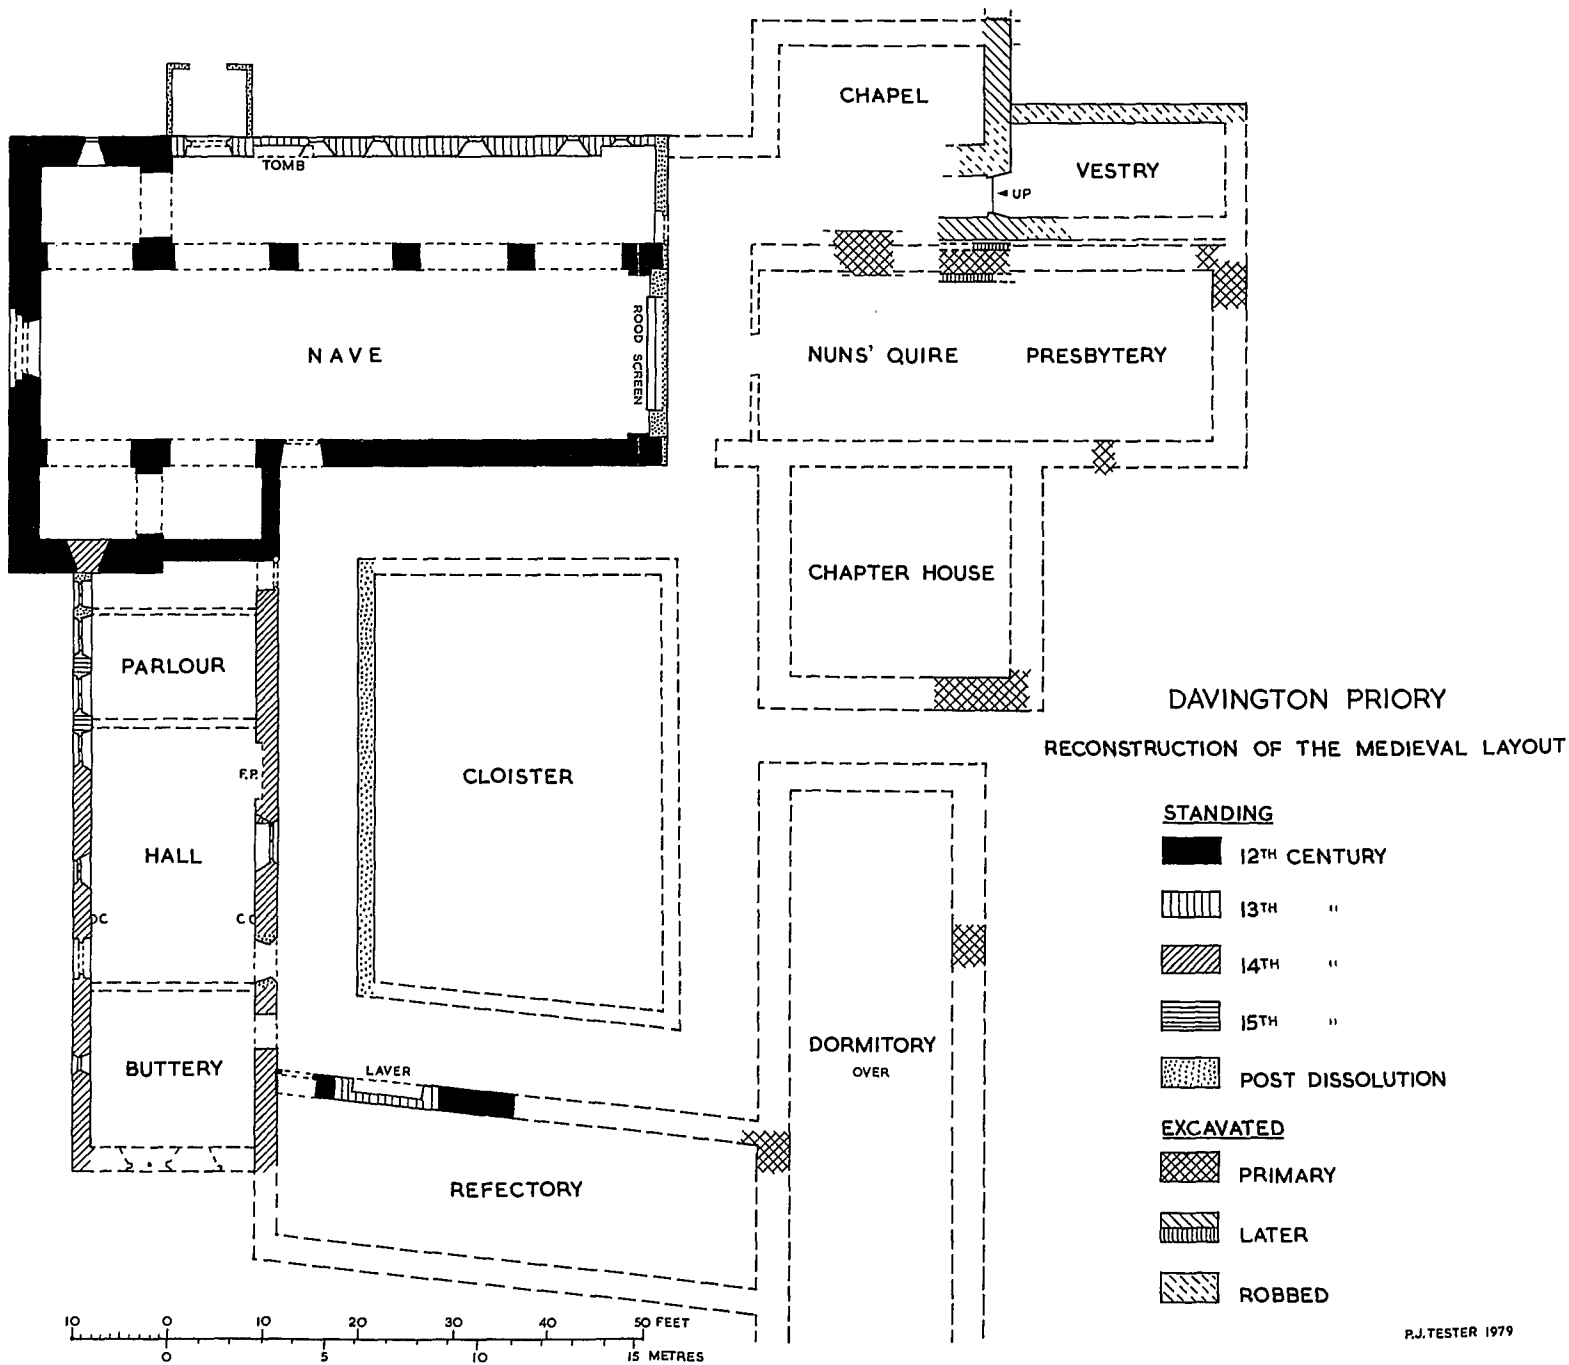 CHAPEL
VESTRY
◄ UP
TOMB
NAVE
ROOD SCREEN
NUNS' QUIRE
PRESBYTERY
CHAPTER HOUSE
PARLOUR
F.P.
HALL
C
C
CLOISTER
BUTTERY
LAVER
DORMITORY
OVER
REFECTORY
DAVINGTON PRIORY
RECONSTRUCTION OF THE MEDIEVAL LAYOUT
STANDING
12TH CENTURY
13TH "
14TH "
15TH "
POST DISSOLUTION
EXCAVATED
PRIMARY
LATER
ROBBED
10 0 10 20 30 40 50 FEET
0 5 10 15 METRES
P.J. TESTER 1979